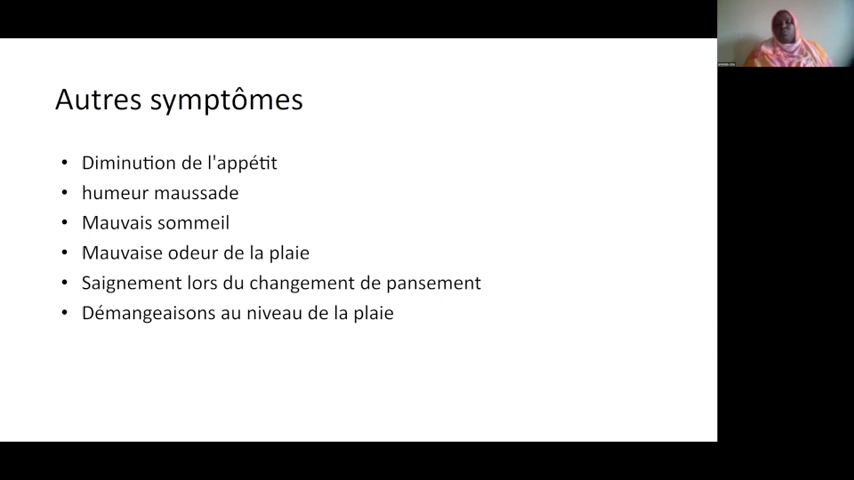 Autres symptômes
• Diminution de l'appétit
• humeur maussade
• Mauvais sommeil
• Mauvaise odeur de la plaie
• Saignement lors du changement de pansement
• Démangeaisons au niveau de la plaie